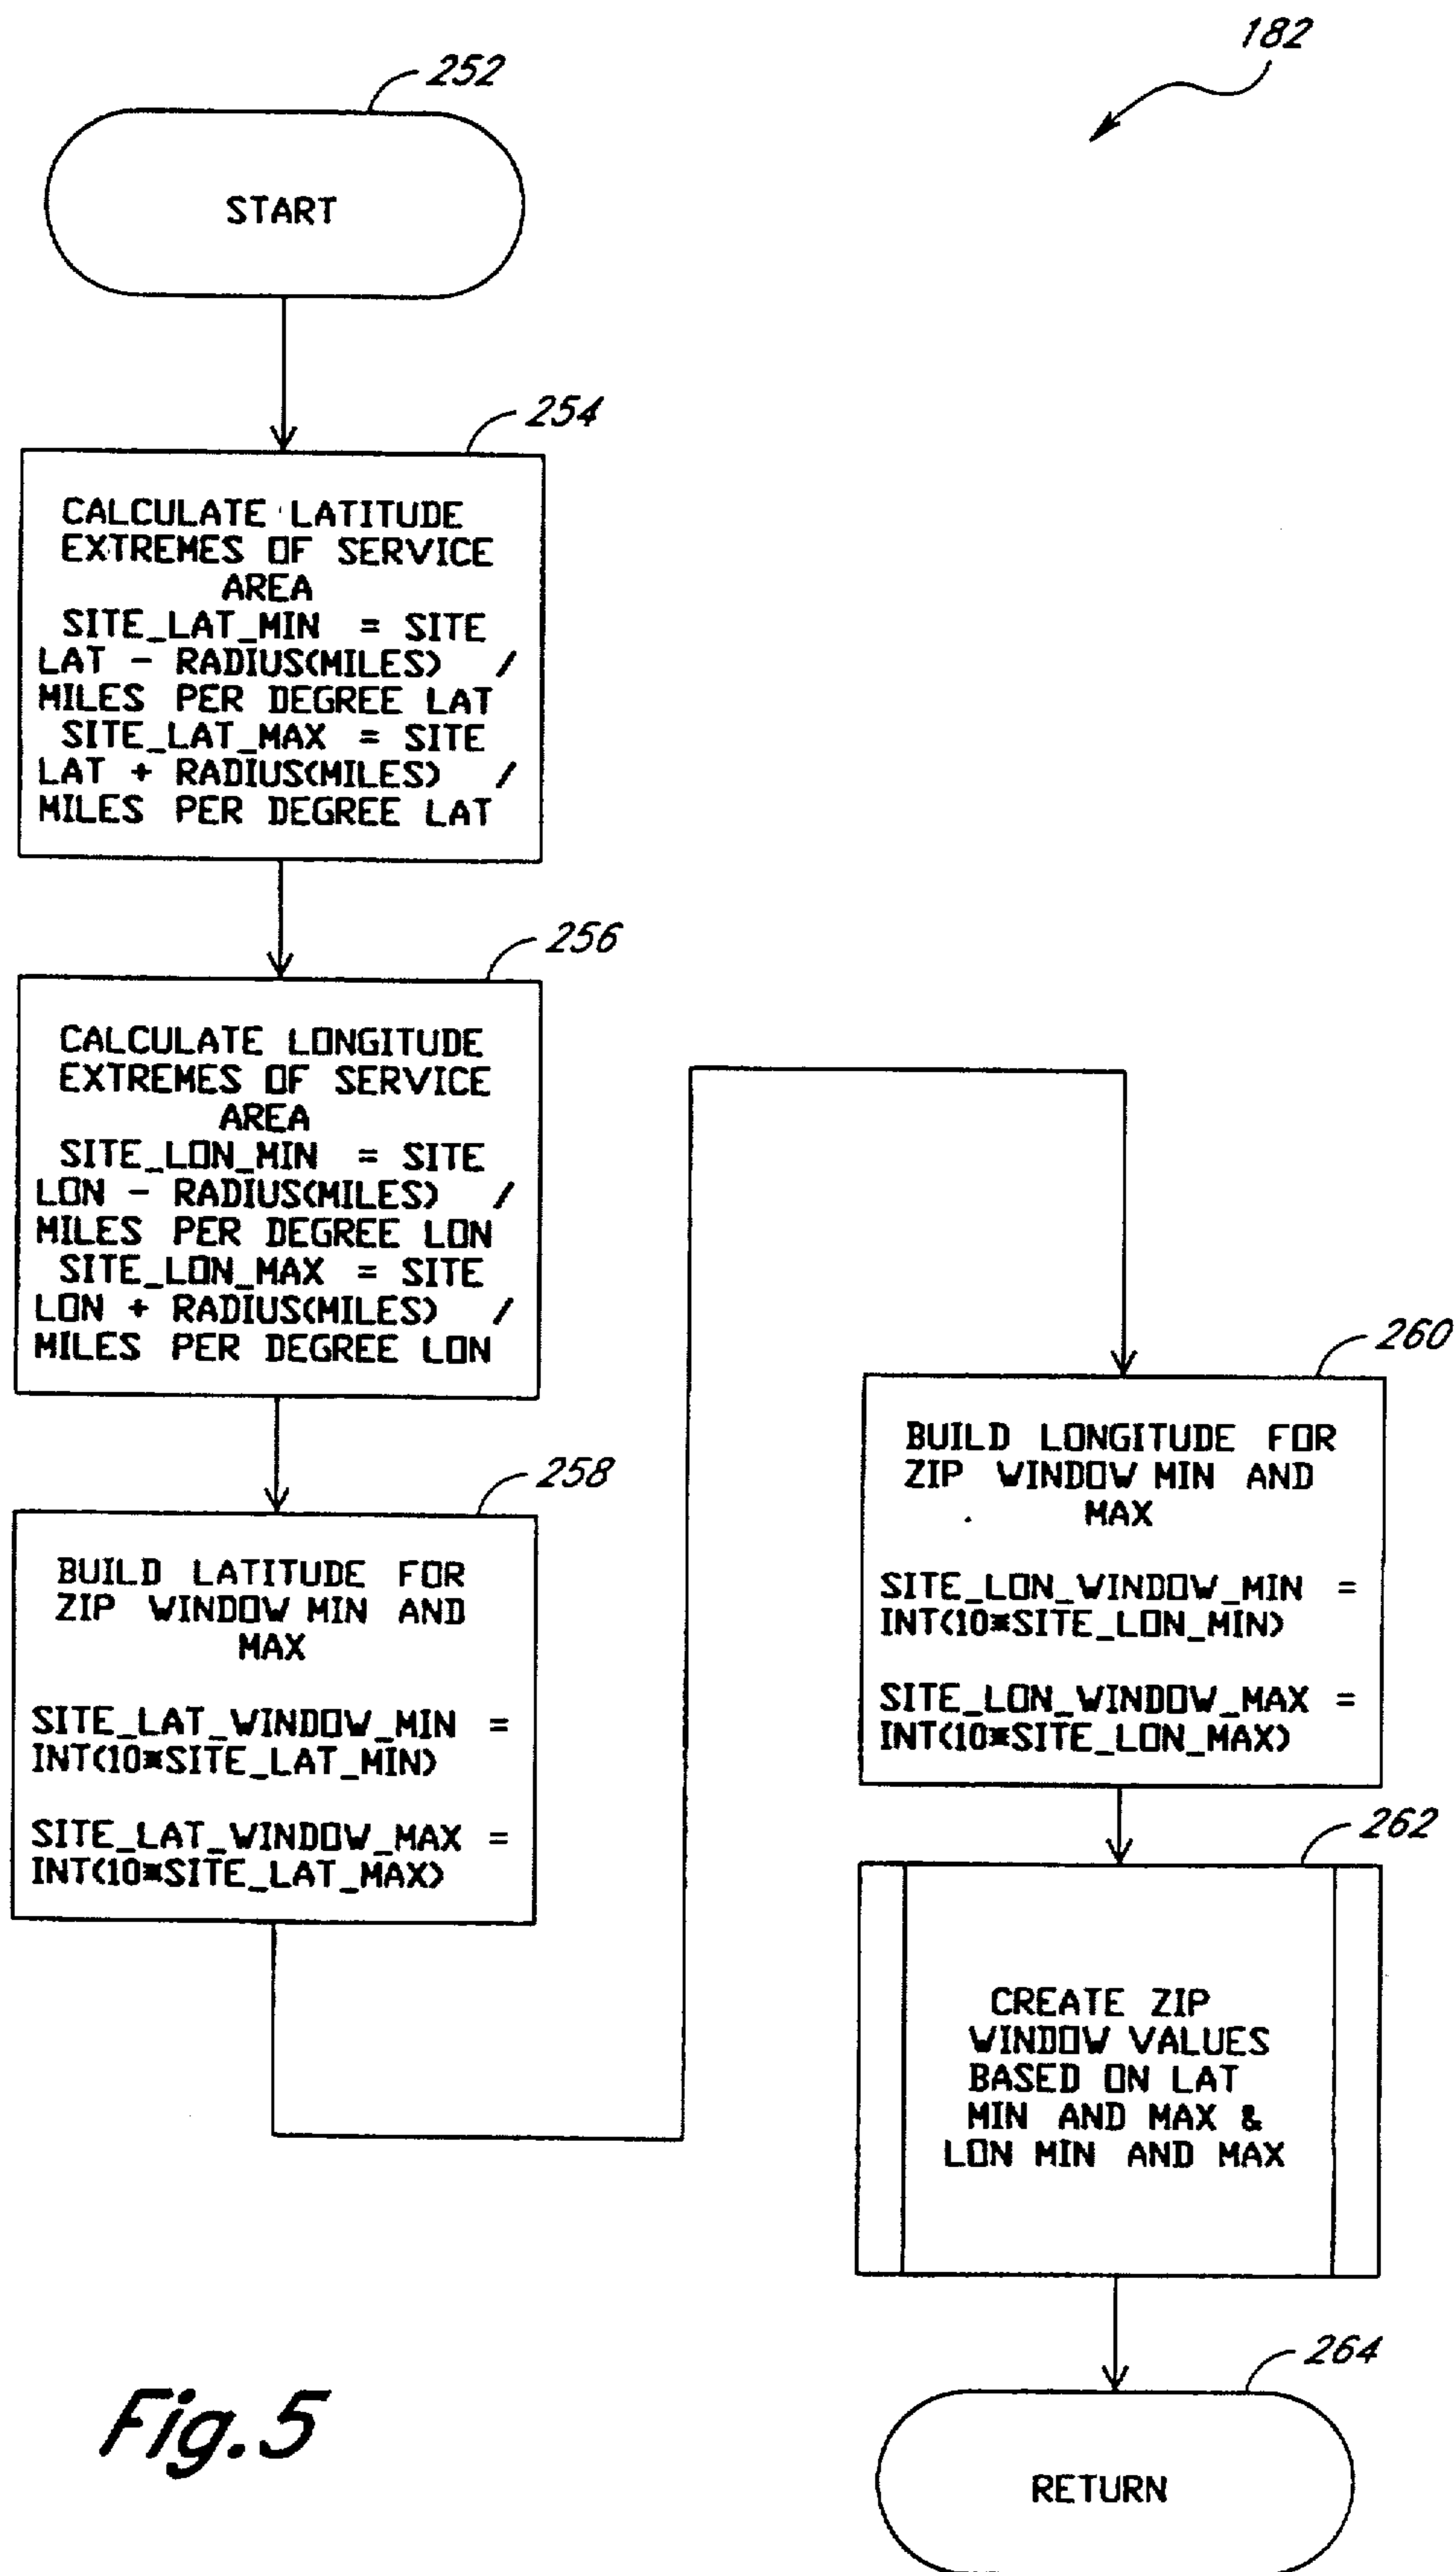 182
252
START
254
CALCULATE LATITUDE
EXTREMES OF SERVICE
AREA
SITE_LAT_MIN = SITE
LAT - RADIUS(MILES) /
MILES PER DEGREE LAT
SITE_LAT_MAX = SITE
LAT + RADIUS(MILES) /
MILES PER DEGREE LAT
256
CALCULATE LONGITUDE
EXTREMES OF SERVICE
AREA
SITE_LON_MIN = SITE
LON - RADIUS(MILES) /
MILES PER DEGREE LON
SITE_LON_MAX = SITE
LON + RADIUS(MILES) /
MILES PER DEGREE LON
258
BUILD LATITUDE FOR
ZIP WINDOW MIN AND
MAX
SITE_LAT_WINDOW_MIN =
INT(10*SITE_LAT_MIN)
SITE_LAT_WINDOW_MAX =
INT(10*SITE_LAT_MAX)
260
BUILD LONGITUDE FOR
ZIP WINDOW MIN AND
MAX
SITE_LON_WINDOW_MIN =
INT(10*SITE_LON_MIN)
SITE_LON_WINDOW_MAX =
INT(10*SITE_LON_MAX)
262
CREATE ZIP
WINDOW VALUES
BASED ON LAT
MIN AND MAX &
LON MIN AND MAX
264
RETURN
Fig. 5